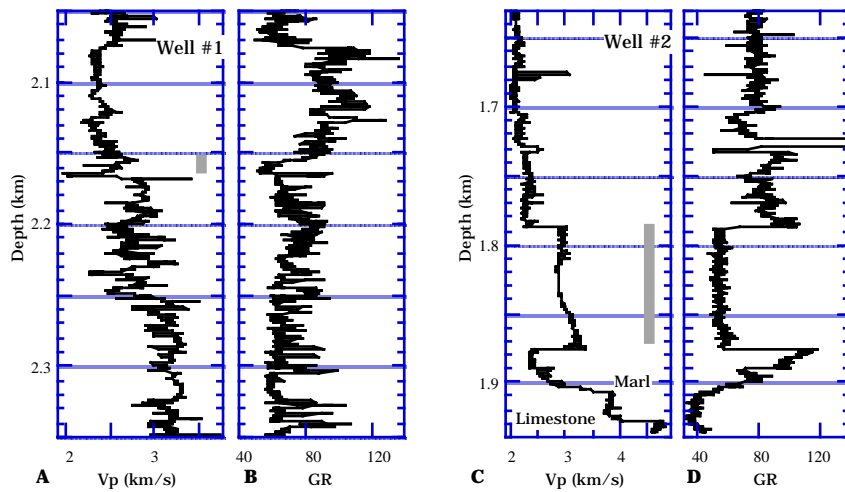 Well #1
Well #2
2.1
2.2
2.3
Depth (km)
1.7
1.8
1.9
Depth (km)
Marl
Limestone
2 3
40 80 120
2 3 4
40 80 120
A Vp (km/s) B GR
C Vp (km/s) D GR